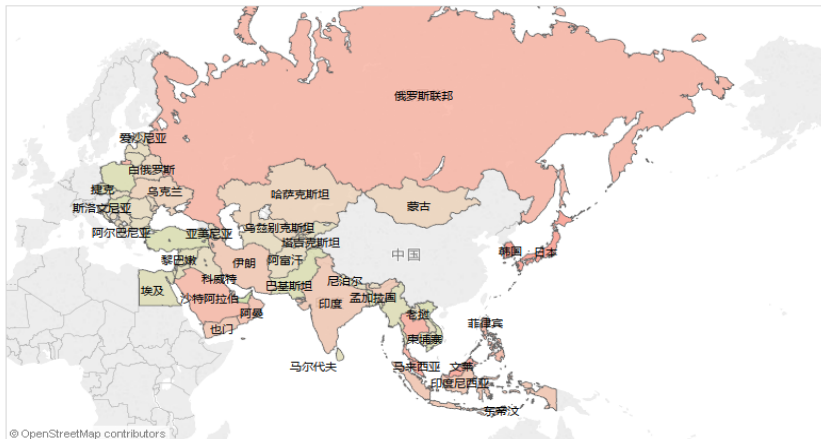 俄罗斯联邦
爱沙尼亚
白俄罗斯
捷克
乌克兰
哈萨克斯坦
蒙古
斯洛文尼亚
阿尔巴尼亚
亚美尼亚
乌兹别克斯坦
塔吉克斯坦
韩国
日本
中国
黎巴嫩
伊朗
阿富汗
科威特
巴基斯坦
尼泊尔
埃及
沙特阿拉伯
印度
孟加拉国
阿曼
老挝
也门
菲律宾
柬埔寨
马尔代夫
马来西亚
文莱
印度尼西亚
东帝汶
© OpenStreetMap contributors